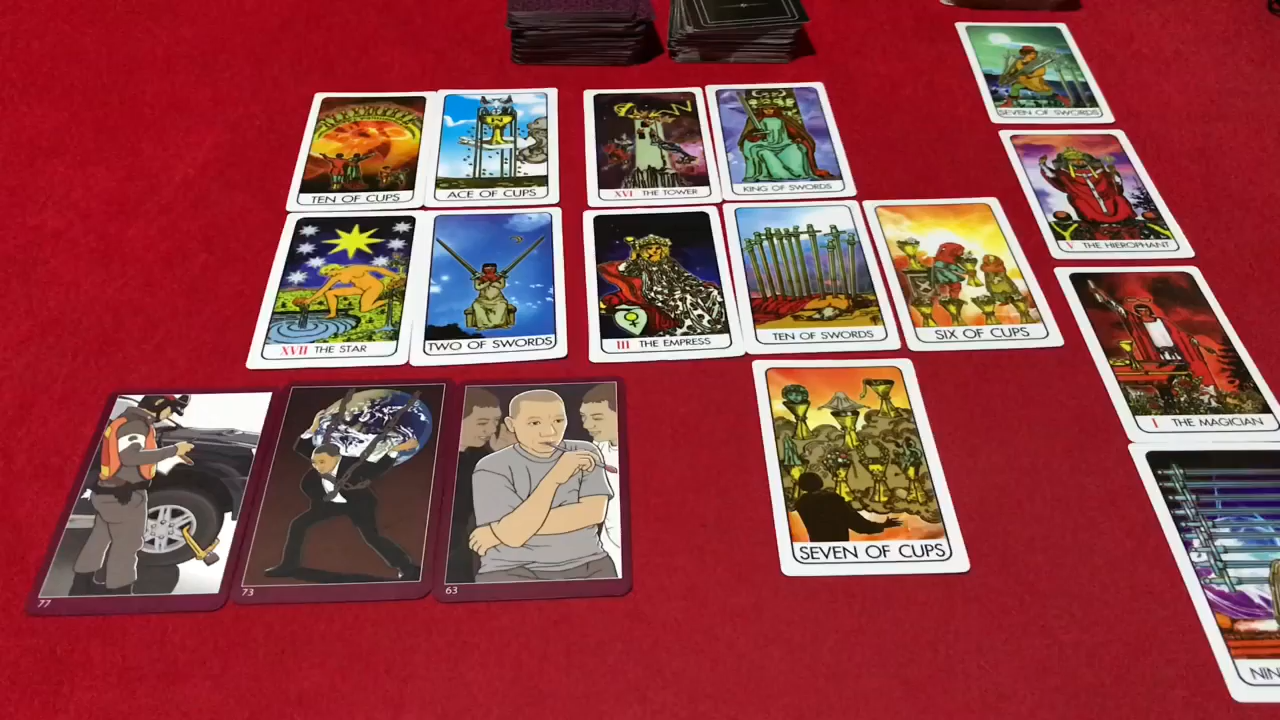 SEVEN OF SWORDS
TEN OF CUPS
ACE OF CUPS
XVI THE TOWER
KING OF SWORDS
V THE HIEROPHANT
XVII THE STAR
TWO OF SWORDS
III THE EMPRESS
TEN OF SWORDS
SIX OF CUPS
I THE MAGICIAN
SEVEN OF CUPS
77
73
63
NIN